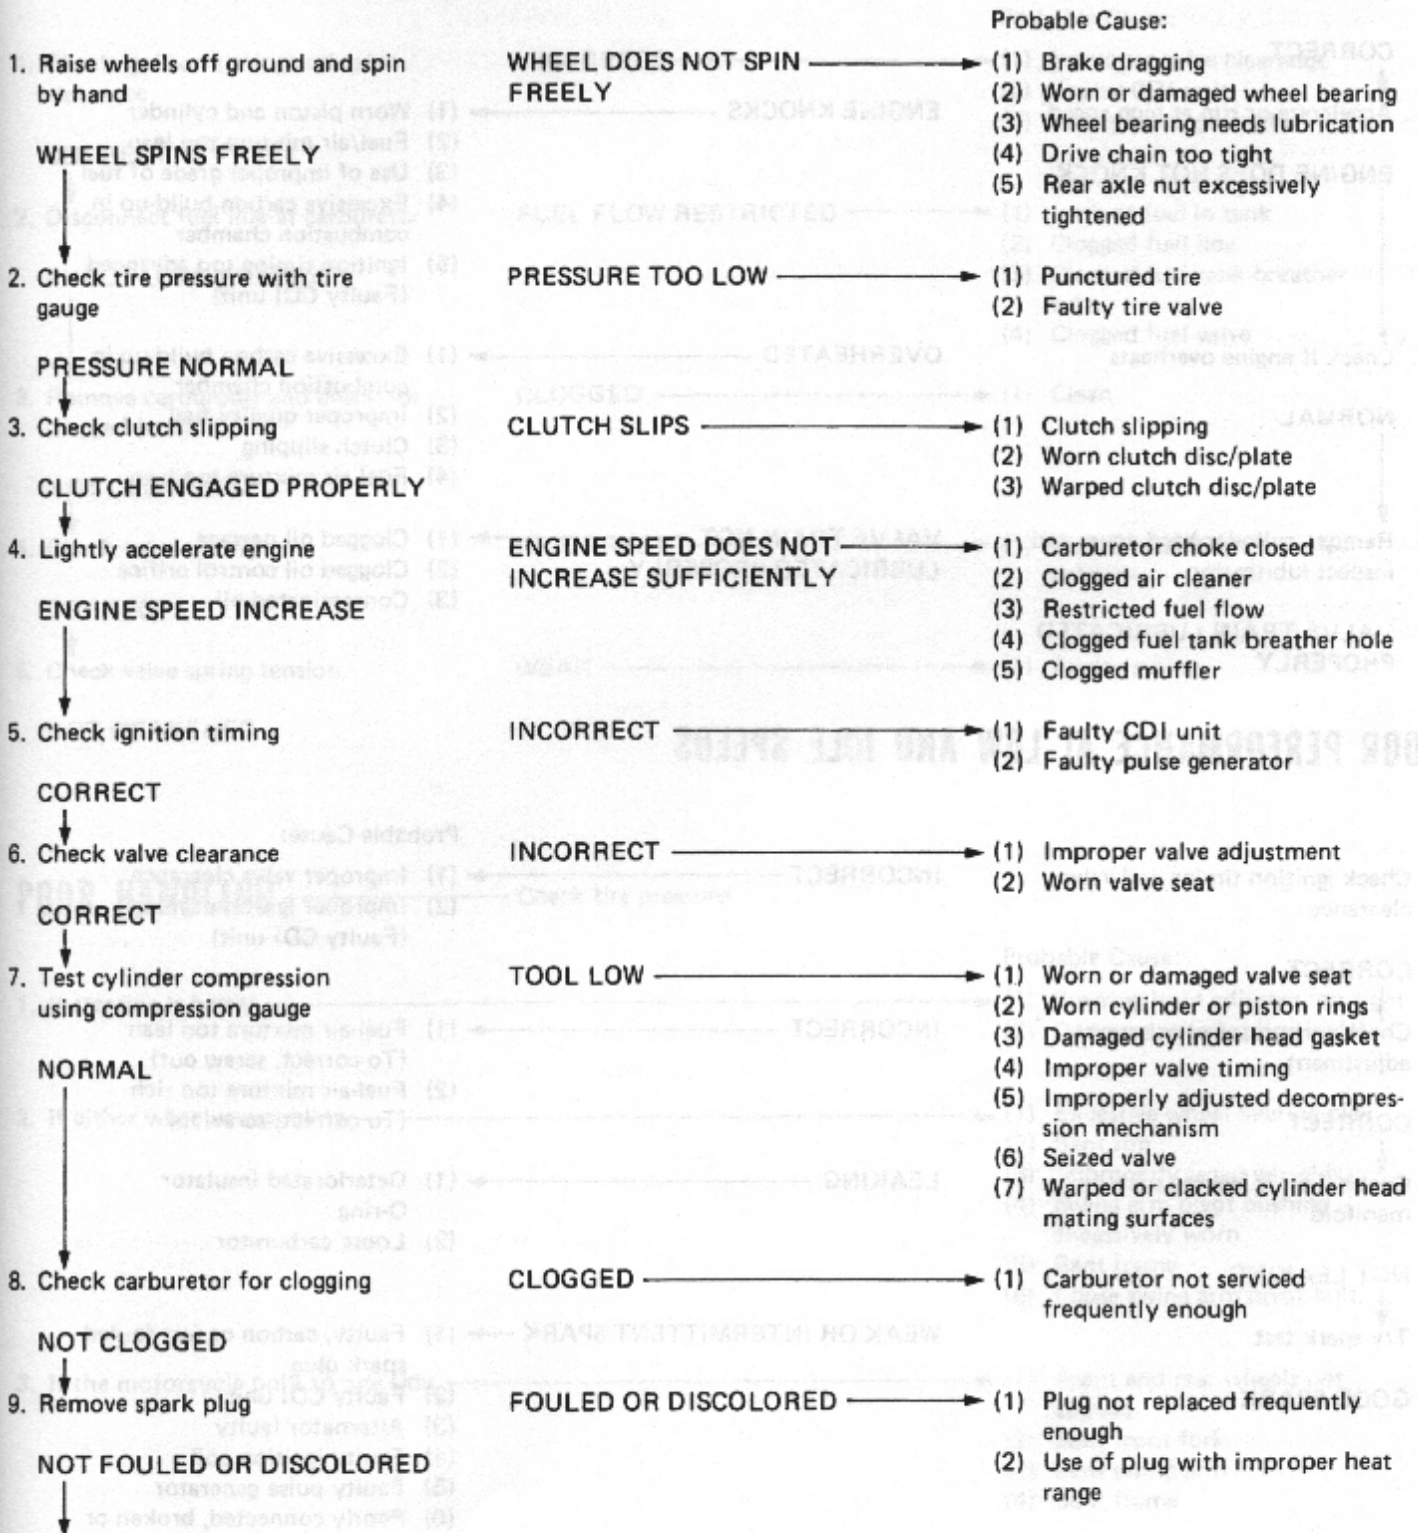 Probable Cause:
1. Raise wheels off ground and spin by hand
WHEEL DOES NOT SPIN FREELY
(1) Brake dragging
(2) Worn or damaged wheel bearing
(3) Wheel bearing needs lubrication
(4) Drive chain too tight
(5) Rear axle nut excessively tightened
WHEEL SPINS FREELY
2. Check tire pressure with tire gauge
PRESSURE TOO LOW
(1) Punctured tire
(2) Faulty tire valve
PRESSURE NORMAL
3. Check clutch slipping
CLUTCH SLIPS
(1) Clutch slipping
(2) Worn clutch disc/plate
(3) Warped clutch disc/plate
CLUTCH ENGAGED PROPERLY
4. Lightly accelerate engine
ENGINE SPEED DOES NOT INCREASE SUFFICIENTLY
(1) Carburetor choke closed
(2) Clogged air cleaner
(3) Restricted fuel flow
(4) Clogged fuel tank breather hole
(5) Clogged muffler
ENGINE SPEED INCREASE
5. Check ignition timing
INCORRECT
(1) Faulty CDI unit
(2) Faulty pulse generator
CORRECT
6. Check valve clearance
INCORRECT
(1) Improper valve adjustment
(2) Worn valve seat
CORRECT
7. Test cylinder compression using compression gauge
TOOL LOW
(1) Worn or damaged valve seat
(2) Worn cylinder or piston rings
(3) Damaged cylinder head gasket
(4) Improper valve timing
(5) Improperly adjusted decompres-
sion mechanism
(6) Seized valve
(7) Warped or clacked cylinder head mating surfaces
NORMAL
8. Check carburetor for clogging
CLOGGED
(1) Carburetor not serviced frequently enough
NOT CLOGGED
9. Remove spark plug
FOULED OR DISCOLORED
(1) Plug not replaced frequently enough
(2) Use of plug with improper heat range
NOT FOULED OR DISCOLORED